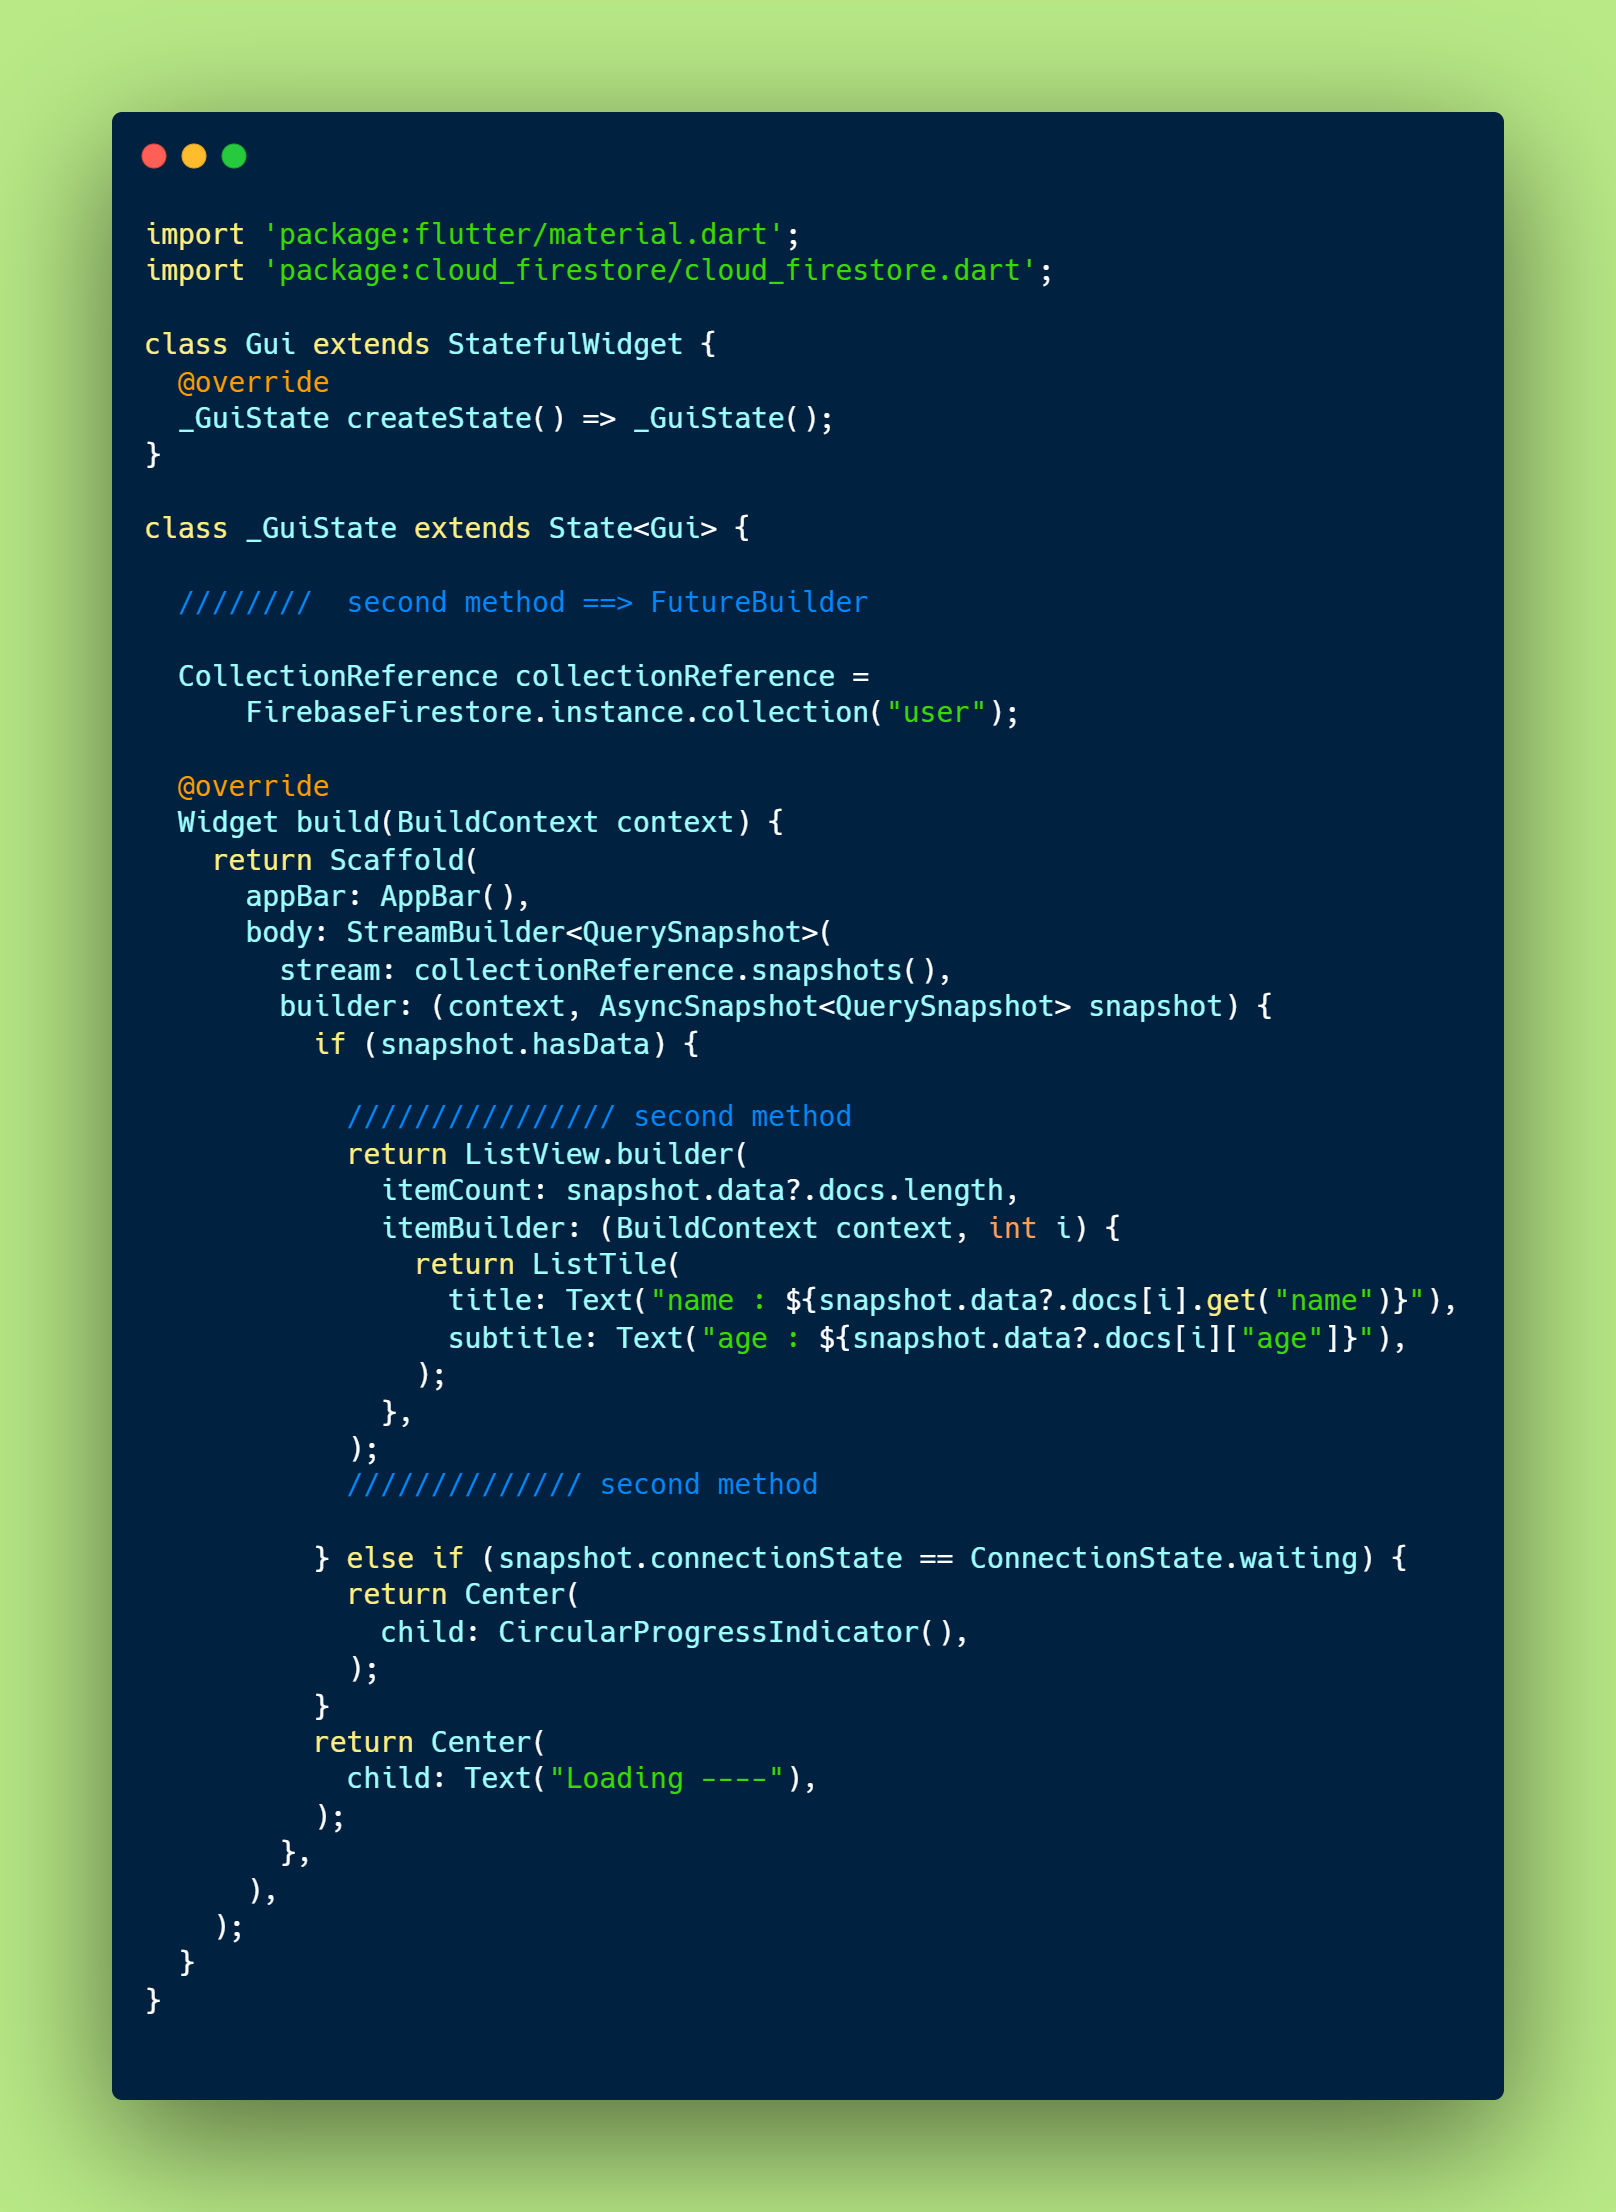 import 'package:flutter/material.dart';
import 'package:cloud_firestore/cloud_firestore.dart';

class Gui extends StatefulWidget {
  @override
  _GuiState createState() => _GuiState();
}

class _GuiState extends State<Gui> {

  ////////  second method ==> FutureBuilder

  CollectionReference collectionReference =
      FirebaseFirestore.instance.collection("user");

  @override
  Widget build(BuildContext context) {
    return Scaffold(
      appBar: AppBar(),
      body: StreamBuilder<QuerySnapshot>(
        stream: collectionReference.snapshots(),
        builder: (context, AsyncSnapshot<QuerySnapshot> snapshot) {
          if (snapshot.hasData) {

            //////////////// second method
            return ListView.builder(
              itemCount: snapshot.data?.docs.length,
              itemBuilder: (BuildContext context, int i) {
                return ListTile(
                  title: Text("name : ${snapshot.data?.docs[i].get("name")}"),
                  subtitle: Text("age : ${snapshot.data?.docs[i]["age"]}"),
                );
              },
            );
            ////////////// second method

          } else if (snapshot.connectionState == ConnectionState.waiting) {
            return Center(
              child: CircularProgressIndicator(),
            );
          }
          return Center(
            child: Text("Loading ----"),
          );
        },
      ),
    );
  }
}